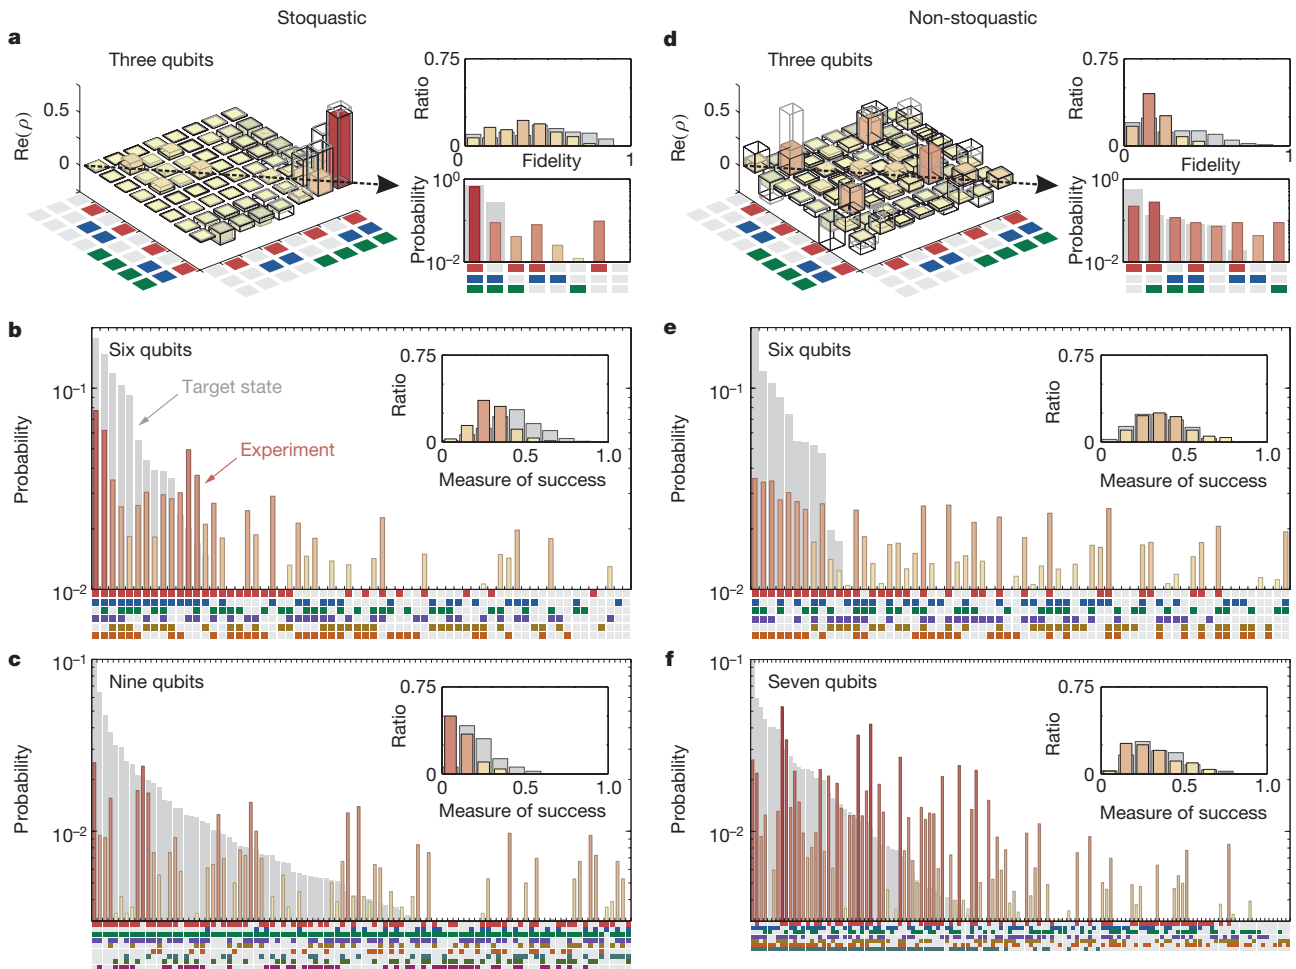 Stoquastic
Non-stoquastic
a
Three qubits
0.5
0
Re(ρ)
0.75
Ratio
0
0
Fidelity
1
10⁰
Probability
10⁻²
d
Three qubits
0.5
0
Re(ρ)
0.75
Ratio
0
0
Fidelity
1
10⁰
Probability
10⁻²
b
Six qubits
Target state
Experiment
10⁻¹
Probability
10⁻²
0.75
Ratio
0
0
0.5
1.0
Measure of success
e
Six qubits
10⁻¹
Probability
10⁻²
0.75
Ratio
0
0
0.5
1.0
Measure of success
c
Nine qubits
10⁻¹
Probability
10⁻²
0.75
Ratio
0
0
0.5
1.0
Measure of success
f
Seven qubits
10⁻¹
Probability
10⁻²
0.75
Ratio
0
0
0.5
1.0
Measure of success